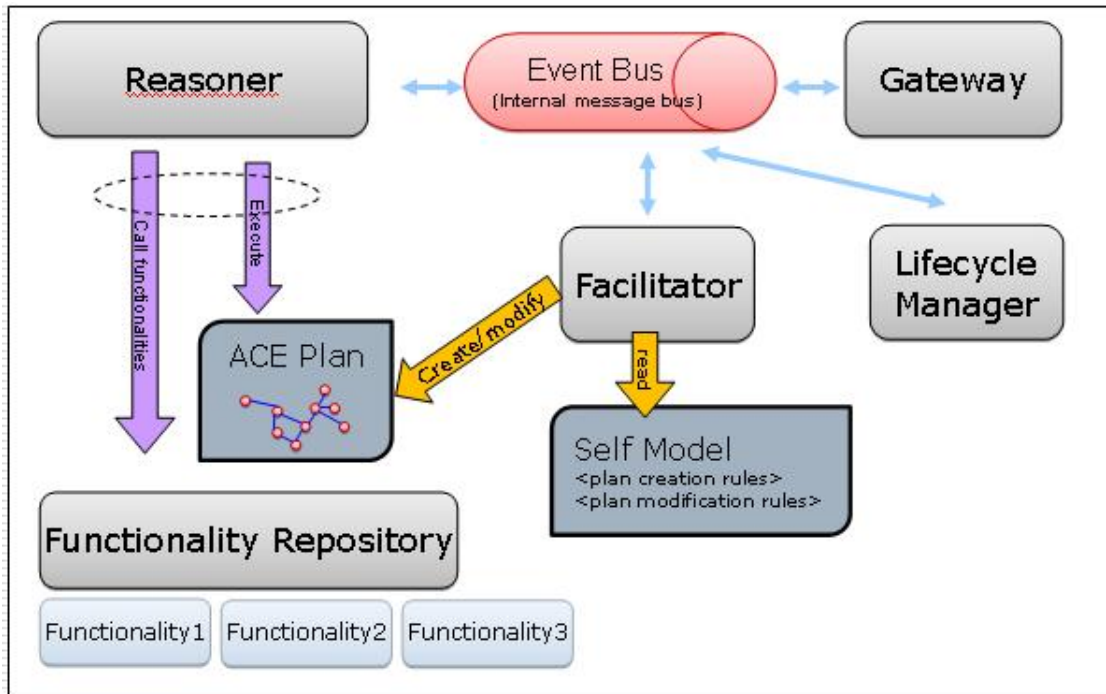 Reasoner
Event Bus
(Internal message bus)
Gateway
Call functionalities
Execute
Facilitator
Lifecycle
Manager
ACE Plan
Create/modify
read
Self Model
<plan creation rules>
<plan modification rules>
Functionality Repository
Functionality1
Functionality2
Functionality3